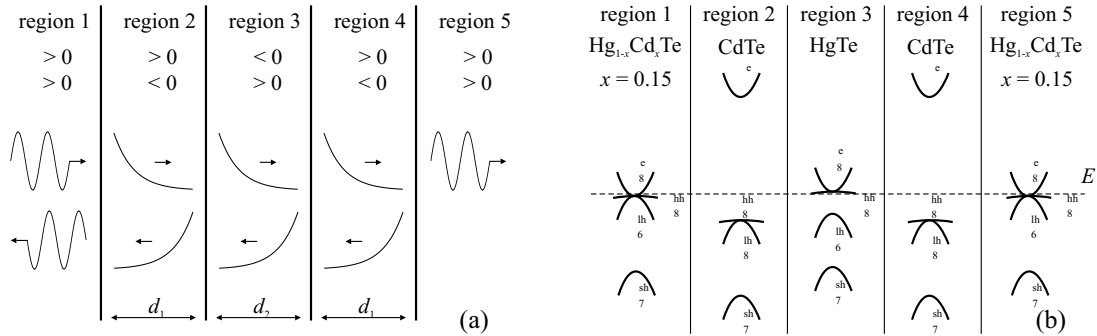 region 1 region 2 region 3 region 4 region 5
> 0 > 0 < 0 > 0 > 0
> 0 < 0 > 0 < 0 > 0
d1 d2 d1
(a)
region 1 region 2 region 3 region 4 region 5
Hg1-xCdxTe CdTe HgTe CdTe Hg1-xCdxTe
x = 0.15 x = 0.15
e e
e e e
8 8 8
E
hh hh hh hh hh
8 8 8 8 8
lh lh lh lh lh
6 8 6 8 6
sh sh sh sh sh
7 7 7 7 7
(b)